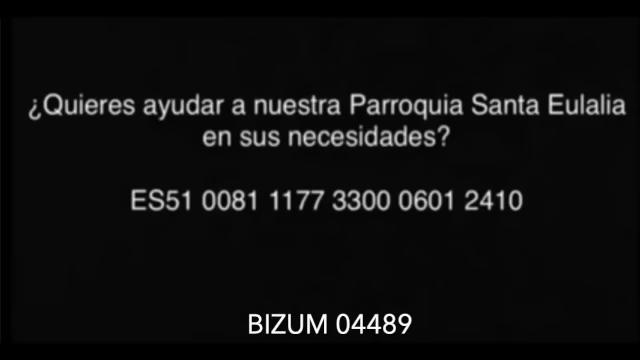 ¿Quieres ayudar a nuestra Parroquia Santa Eulalia
en sus necesidades?
ES51 0081 1177 3300 0601 2410
BIZUM 04489